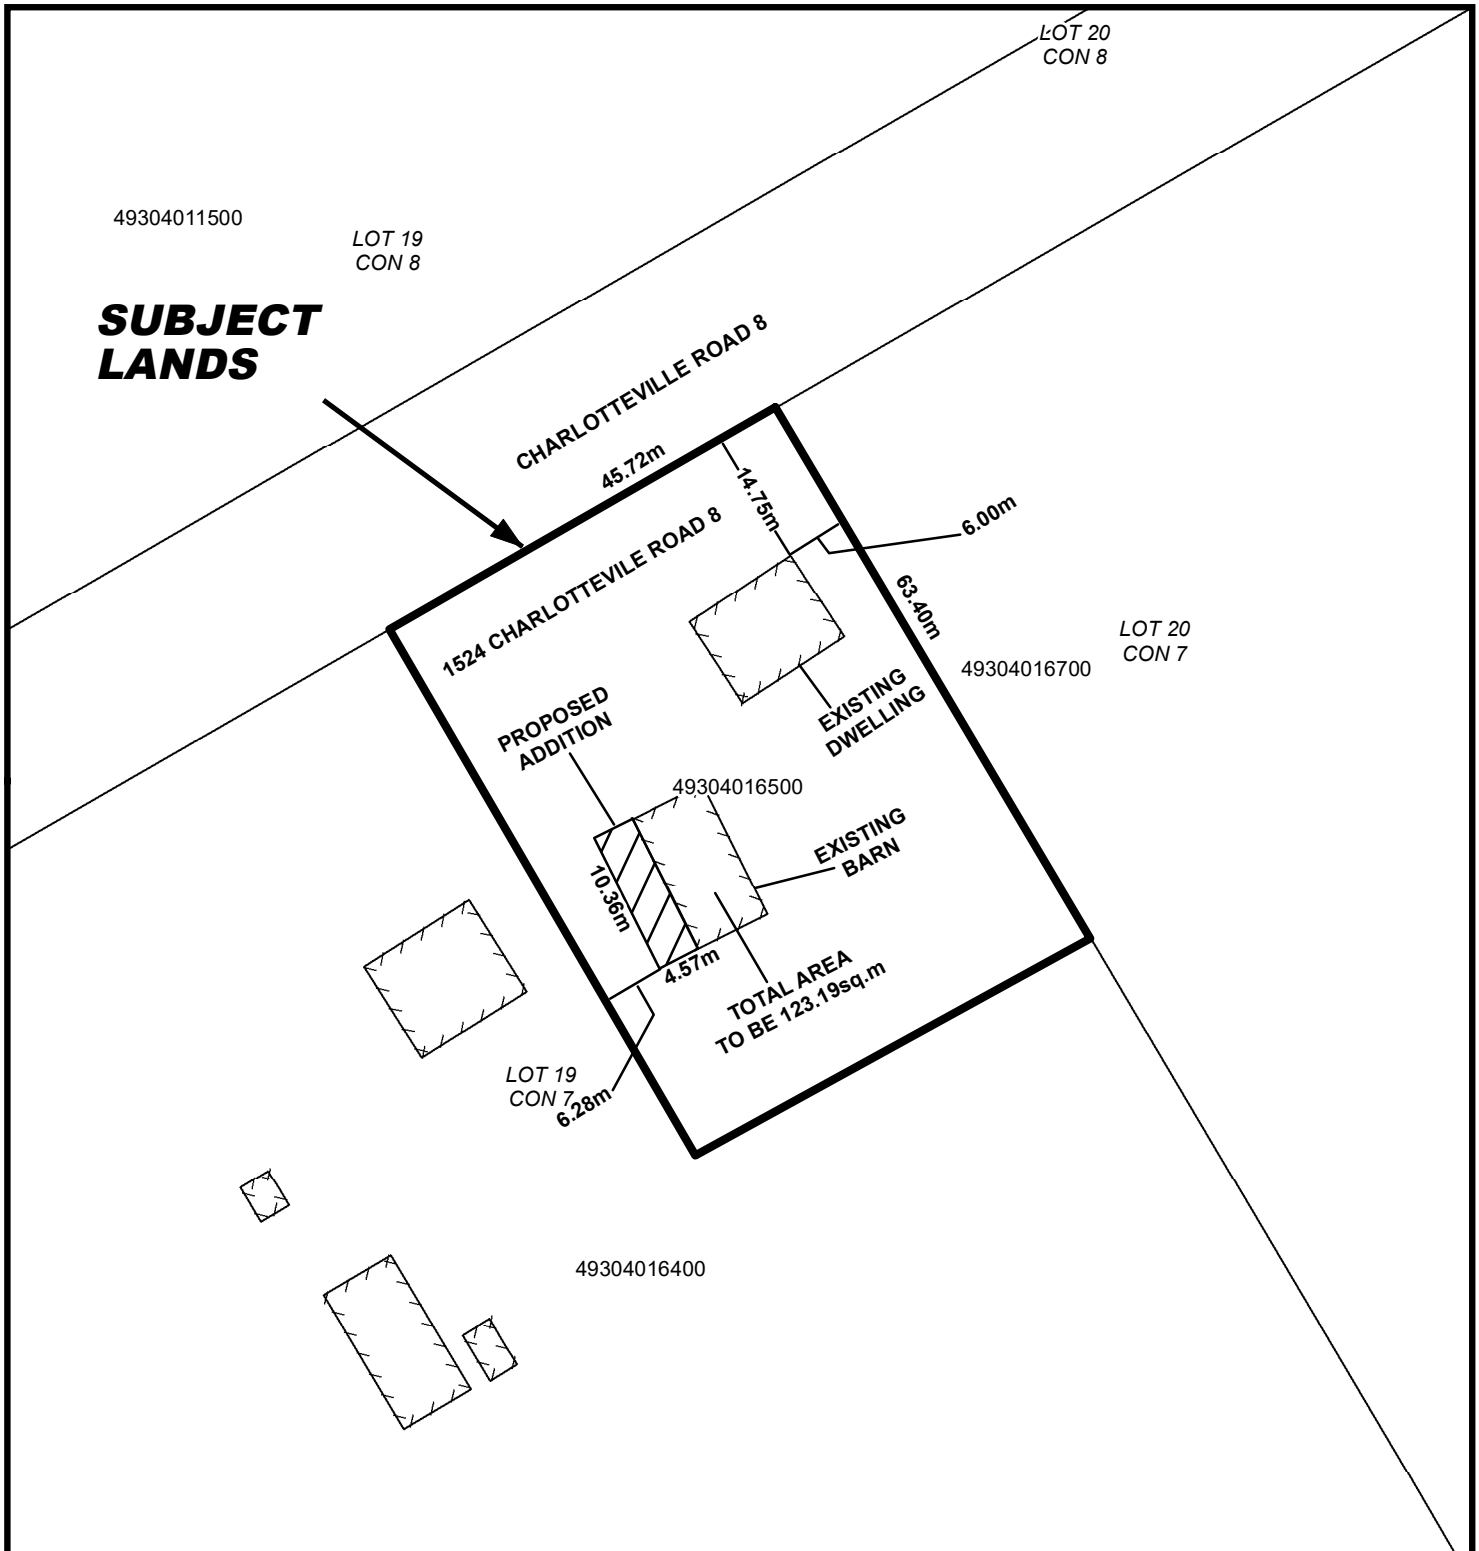 LOT 20
CON 8
49304011500
LOT 19
CON 8
SUBJECT
LANDS
CHARLOTTEVILLE ROAD 8
45.72m
14.75m
6.00m
1524 CHARLOTTEVILE ROAD 8
63.40m
LOT 20
CON 7
49304016700
PROPOSED
ADDITION
EXISTING
DWELLING
49304016500
EXISTING
BARN
10.36m
4.57m
TOTAL AREA
TO BE 123.19sq.m
LOT 19
CON 7
6.28m
49304016400